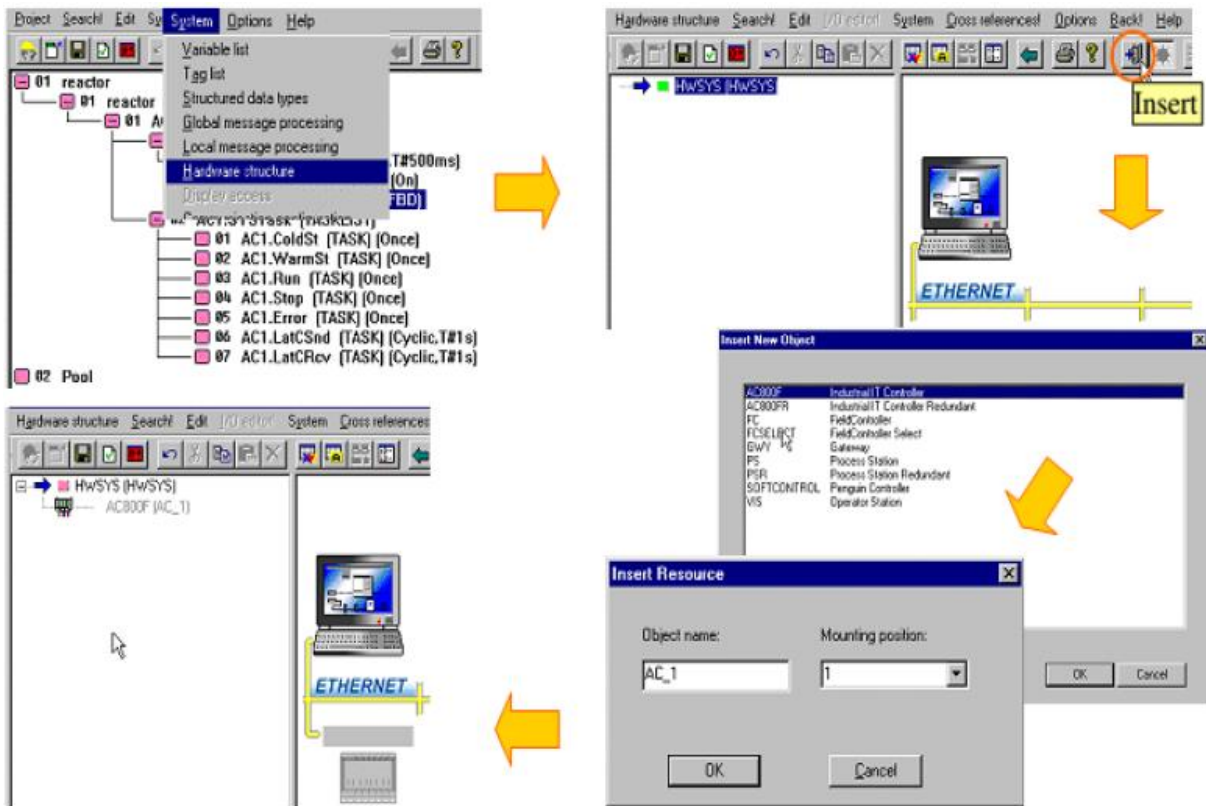 Project Search! Edit Sy System Options Help
Variable list
Tag list
Structured data types
Global message processing
Local message processing
Hardware structure
Display access
01 reactor
01 reactor
01 A
,T#500ms)
(On)
FBD)
(TASKLIST)
01 AC1.ColdSt (TASK) (Once)
02 AC1.WarmSt (TASK) (Once)
03 AC1.Run (TASK) (Once)
04 AC1.Stop (TASK) (Once)
05 AC1.Error (TASK) (Once)
06 AC1.LatCSnd (TASK) (Cyclic,T#1s)
07 AC1.LatCRcv (TASK) (Cyclic,T#1s)
02 Pool
Hardware structure Search! Edit I/O editor! System Cross references! Options Back! Help
HWSYS (HWSYS)
Insert
ETHERNET
Insert New Object
AC800F Industrial IT Controller
AC800FR Industrial IT Controller Redundant
FC FieldController
FCSELECT FieldController Select
GWY Gateway
PS Process Station
PSR Process Station Redundant
SOFTCONTROL Penguin Controller
VIS Operator Station
OK Cancel
Insert Resource
Object name: Mounting position:
AC_1 1
OK Cancel
Hardware structure Search! Edit I/O editor! System Cross references
HWSYS (HWSYS)
AC800F (AC_1)
ETHERNET